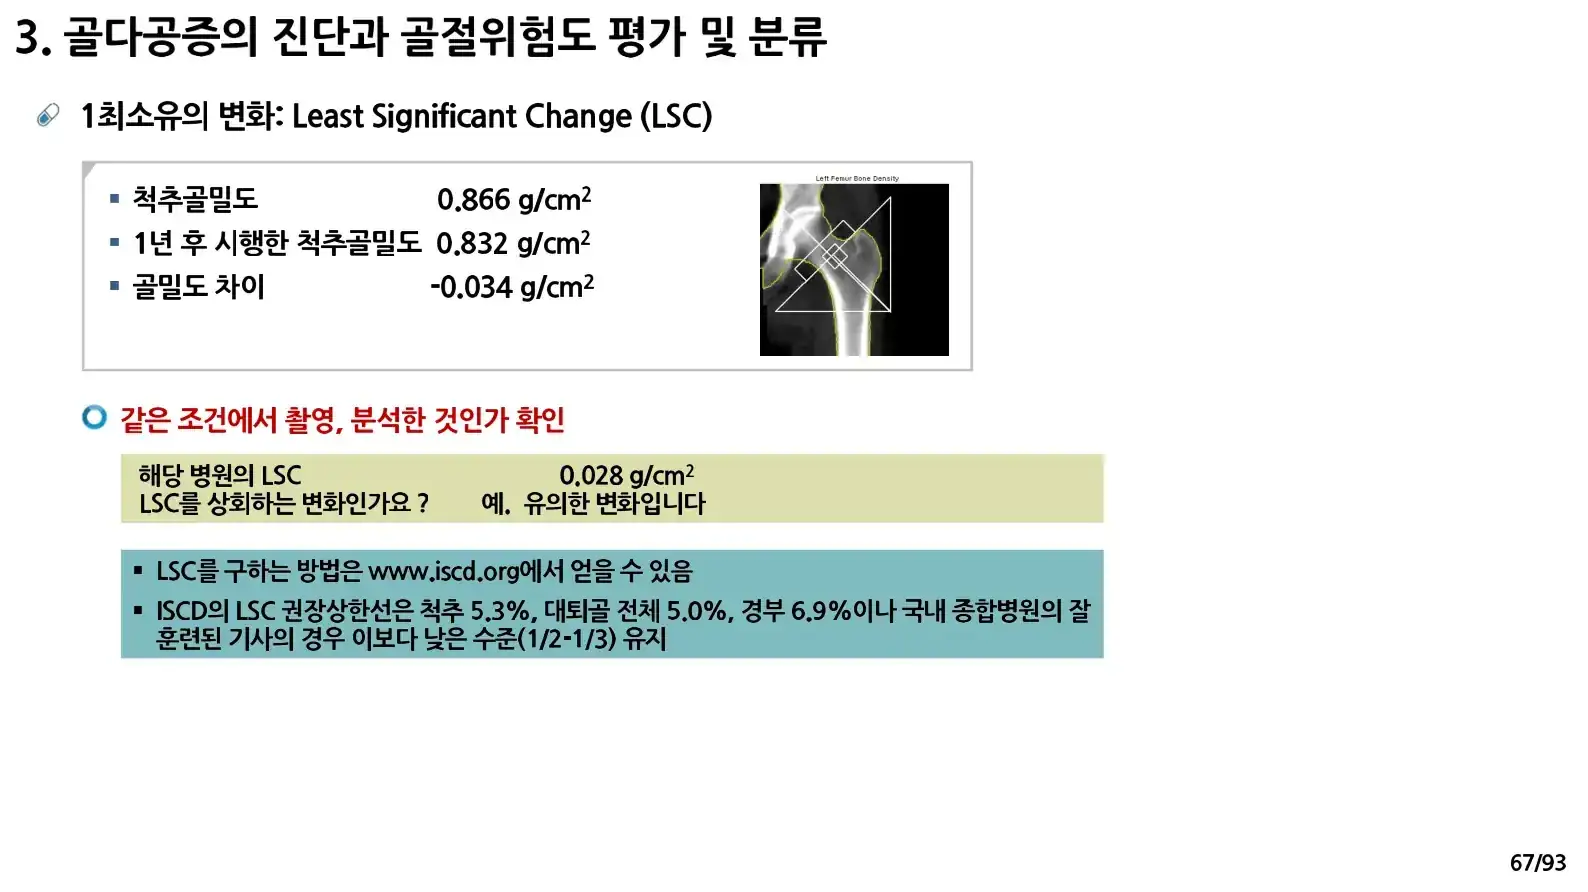 3. 골다공증의 진단과 골절위험도 평가 및 분류
1최소유의 변화: Least Significant Change (LSC)
Left Femur Bone Density
▪ 척추골밀도 0.866 g/cm²
▪ 1년 후 시행한 척추골밀도 0.832 g/cm²
▪ 골밀도 차이 -0.034 g/cm²
같은 조건에서 촬영, 분석한 것인가 확인
해당 병원의 LSC 0.028 g/cm²
LSC를 상회하는 변화인가요 ? 예. 유의한 변화입니다
▪ LSC를 구하는 방법은 www.iscd.org에서 얻을 수 있음
▪ ISCD의 LSC 권장상한선은 척추 5.3%, 대퇴골 전체 5.0%, 경부 6.9%이나 국내 종합병원의 잘
훈련된 기사의 경우 이보다 낮은 수준(1/2-1/3) 유지
67/93